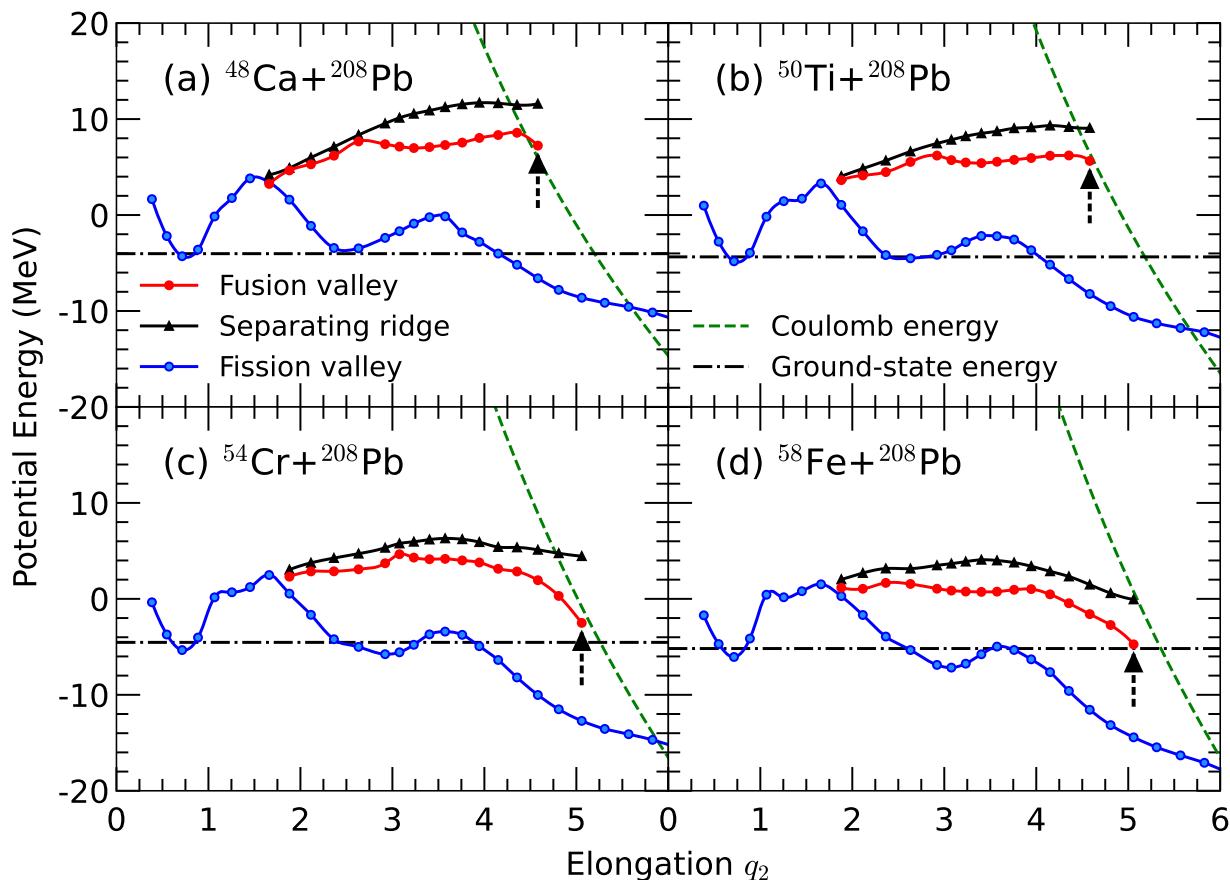 20
10
0
-10
-20
10
0
-10
-20
Potential Energy (MeV)
(a) ⁴⁸Ca+²⁰⁸Pb
(b) ⁵⁰Ti+²⁰⁸Pb
Fusion valley
Separating ridge
Fission valley
Coulomb energy
Ground-state energy
(c) ⁵⁴Cr+²⁰⁸Pb
(d) ⁵⁸Fe+²⁰⁸Pb
0 1 2 3 4 5 0 1 2 3 4 5 6
Elongation q₂